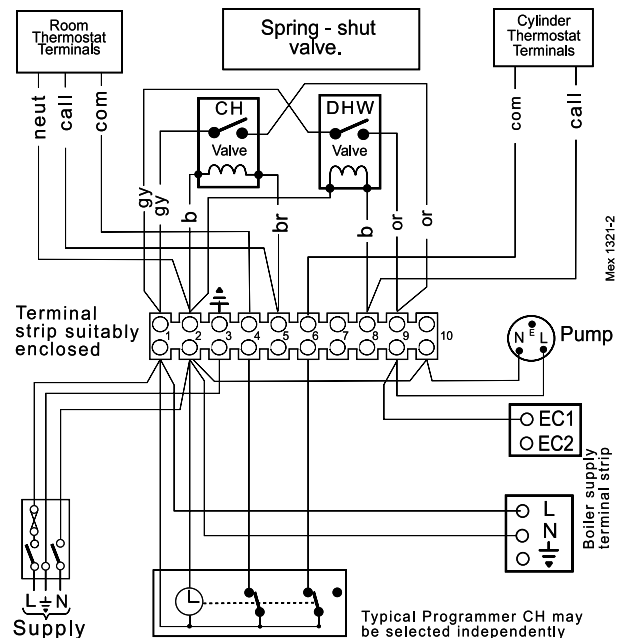 Room
Thermostat
Terminals
Spring - shut
valve.
Cylinder
Thermostat
Terminals
neut
call
com
CH
Valve
DHW
Valve
com
call
gy
gy
b
br
b
or
or
Mex 1321-2
Terminal
strip suitably
enclosed
1
2
3
4
5
6
7
8
9
10
N
E
L
Pump
EC1
EC2
L
N
Boiler supply
terminal strip
L
N
Supply
Typical Programmer CH may
be selected independently